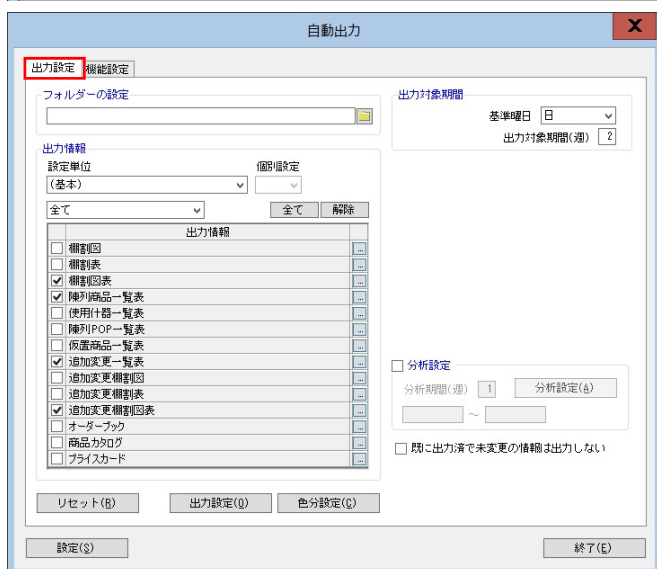 自動出力
X
出力設定 機能設定
フォルダーの設定
出力対象期間
基準曜日 日
出力対象期間(週) 2
出力情報
設定単位 個別設定
(基本)
全て 全て 解除
出力情報
棚割図 ...
棚割表 ...
棚割図表 ...
陳列商品一覧表 ...
使用什器一覧表 ...
陳列POP一覧表 ...
仮置商品一覧表 ...
追加変更一覧表 ...
追加変更棚割図 ...
追加変更棚割表 ...
追加変更棚割図表 ...
オーダーブック ...
商品カタログ ...
プライスカード ...
分析設定
分析期間(週) 1 分析設定(A)
～
既に出力済で未変更の情報は出力しない
リセット(R) 出力設定(O) 色分設定(C)
設定(S) 終了(E)